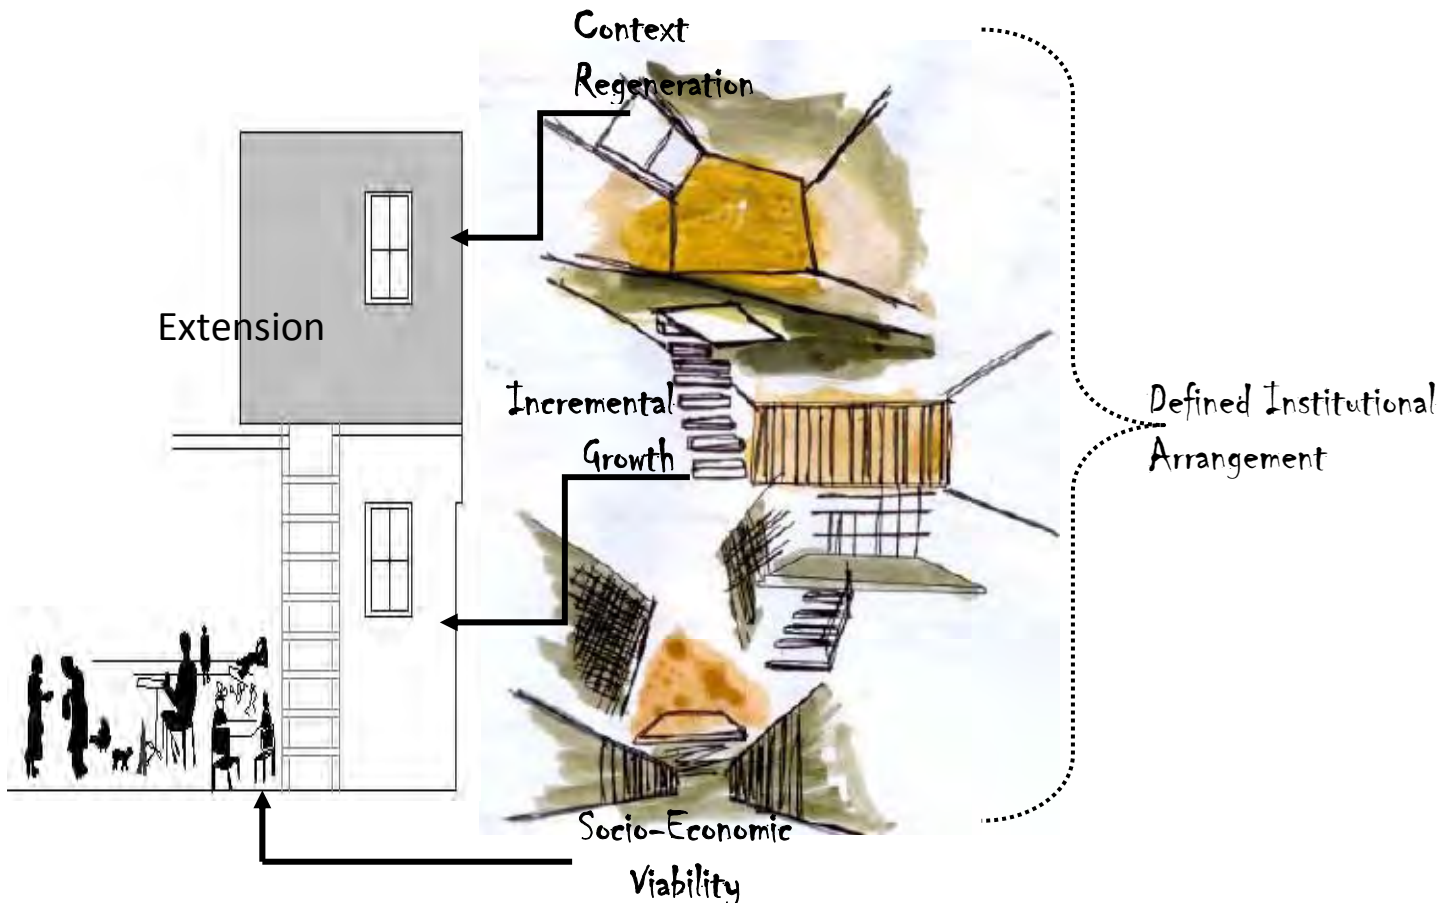 Context
Regeneration
Extension
Incremental
Growth
Defined Institutional
Arrangement
Socio-Economic
Viability